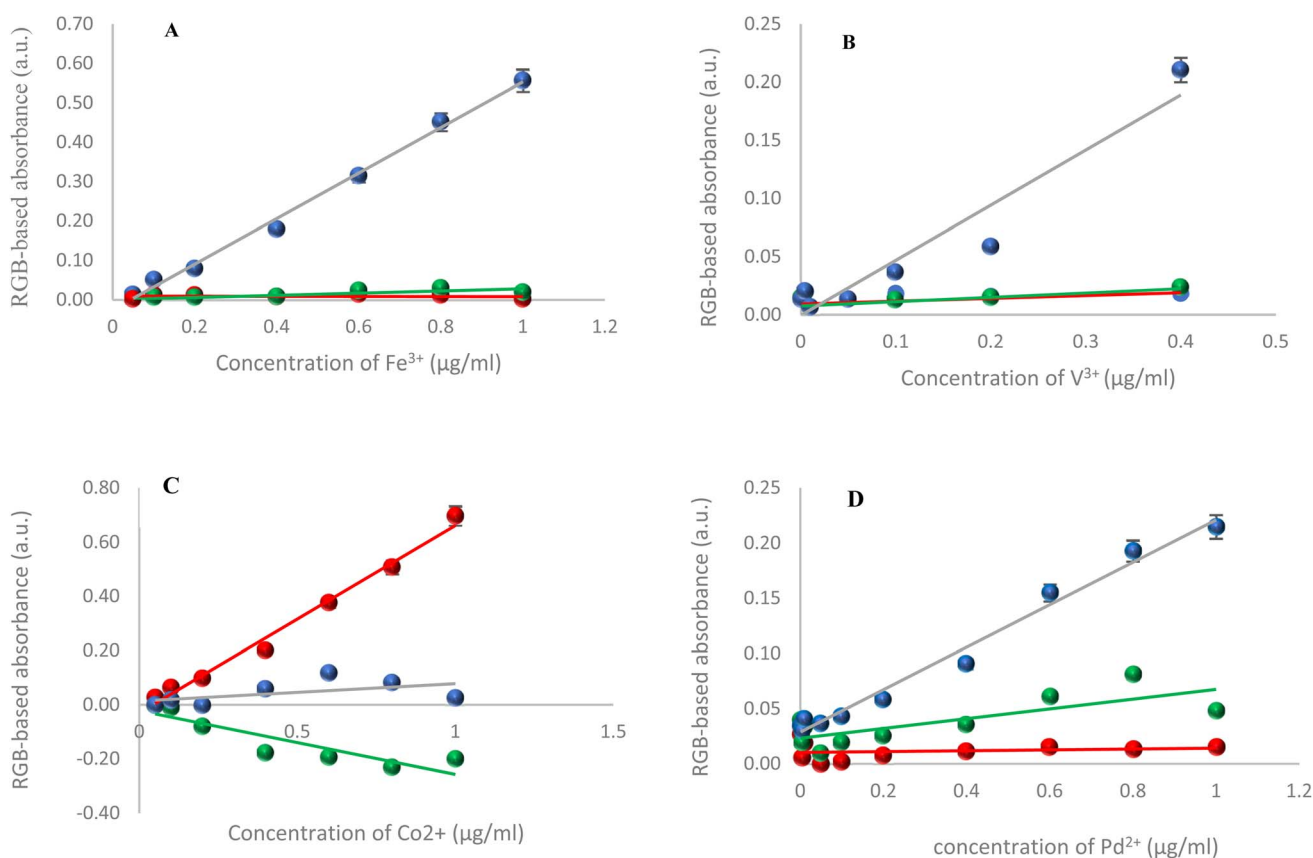 A
RGB-based absorbance (a.u.)
0.70
0.60
0.50
0.40
0.30
0.20
0.10
0.00
0 0.2 0.4 0.6 0.8 1 1.2
Concentration of Fe³⁺ (µg/ml)
B
RGB-based absorbance (a.u.)
0.25
0.20
0.15
0.10
0.05
0.00
0 0.1 0.2 0.3 0.4 0.5
Concentration of V³⁺ (µg/ml)
C
RGB-based absorbance (a.u.)
0.80
0.60
0.40
0.20
0.00
-0.20
-0.40
0 0.5 1 1.5
Concentration of Co2+ (µg/ml)
D
RGB-based absorbance (a.u.)
0.25
0.20
0.15
0.10
0.05
0.00
0 0.2 0.4 0.6 0.8 1 1.2
concentration of Pd²⁺ (µg/ml)